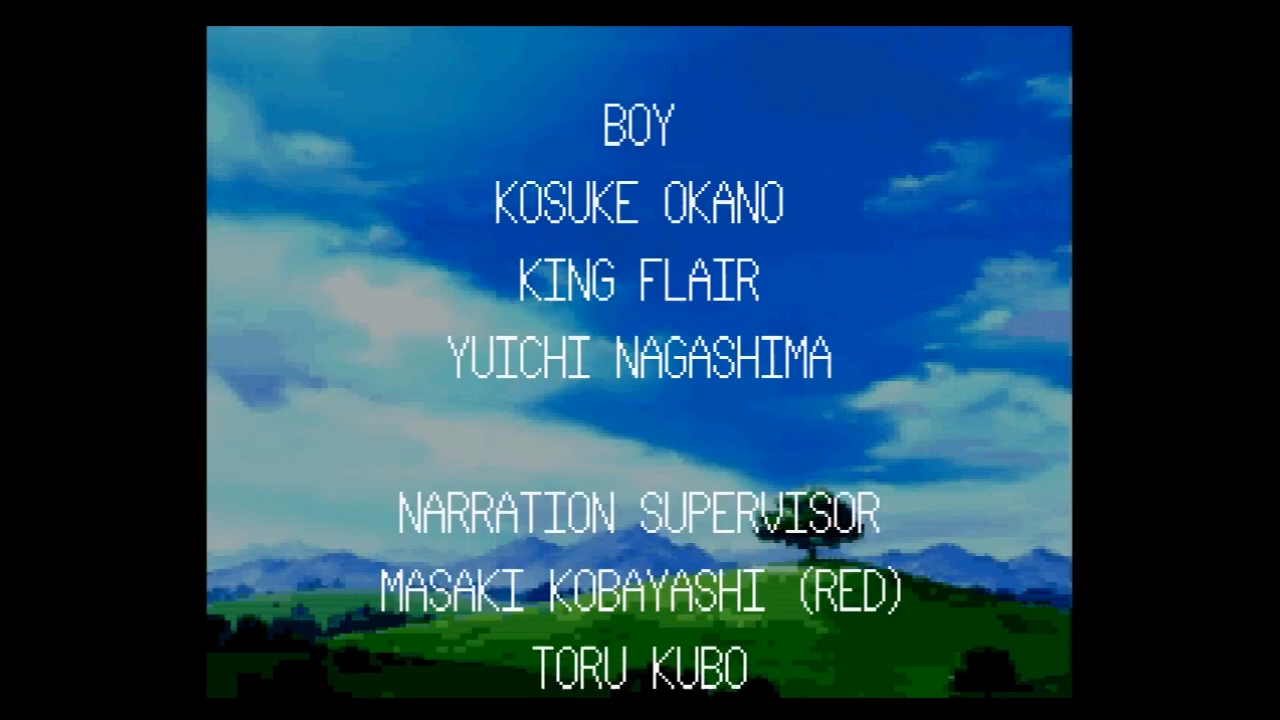 BOY
KOSUKE OKANO
KING FLAIR
YUICHI NAGASHIMA
NARRATION SUPERVISOR
MASAKI KOBAYASHI (RED)
TORU KUBO